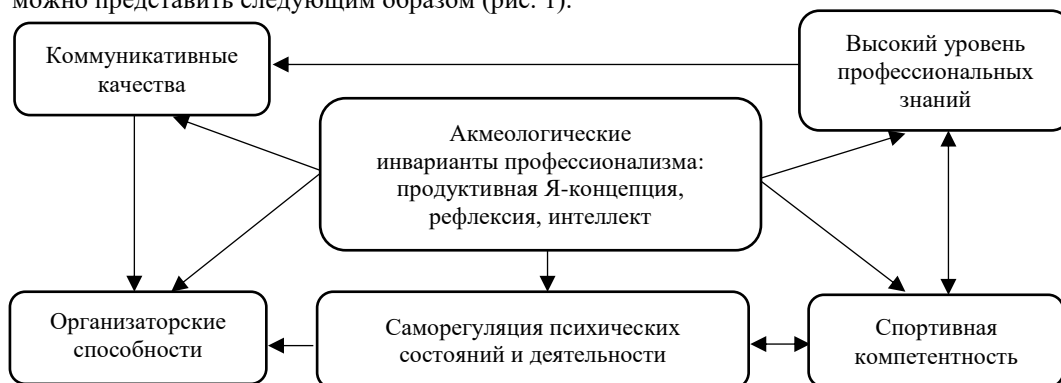 можно представить следующим образом (рис. 1).
Коммуникативные
качества
Высокий уровень
профессиональных
знаний
Акмеологические
инварианты профессионализма:
продуктивная Я-концепция,
рефлексия, интеллект
Организаторские
способности
Саморегуляция психических
состояний и деятельности
Спортивная
компетентность